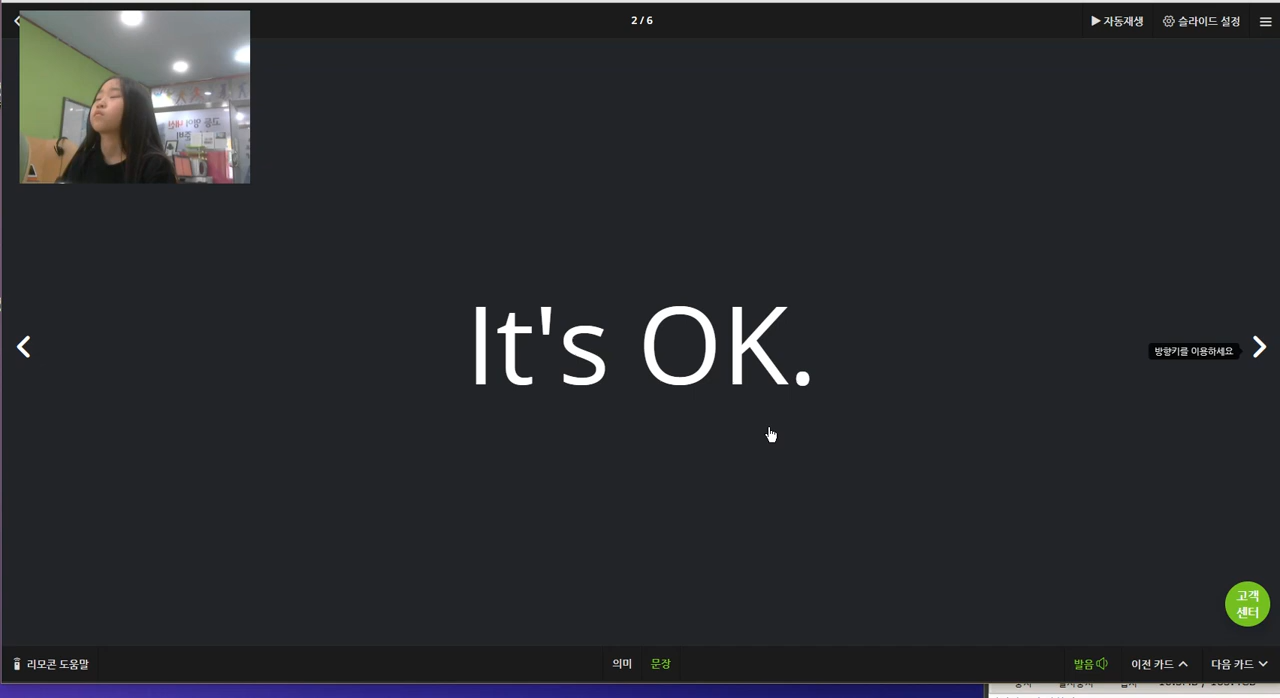 2 / 6
자동재생
슬라이드 설정
It's OK.
방향키를 이용하세요
고객
센터
리모콘 도움말
의미
문장
발음
이전 카드
다음 카드